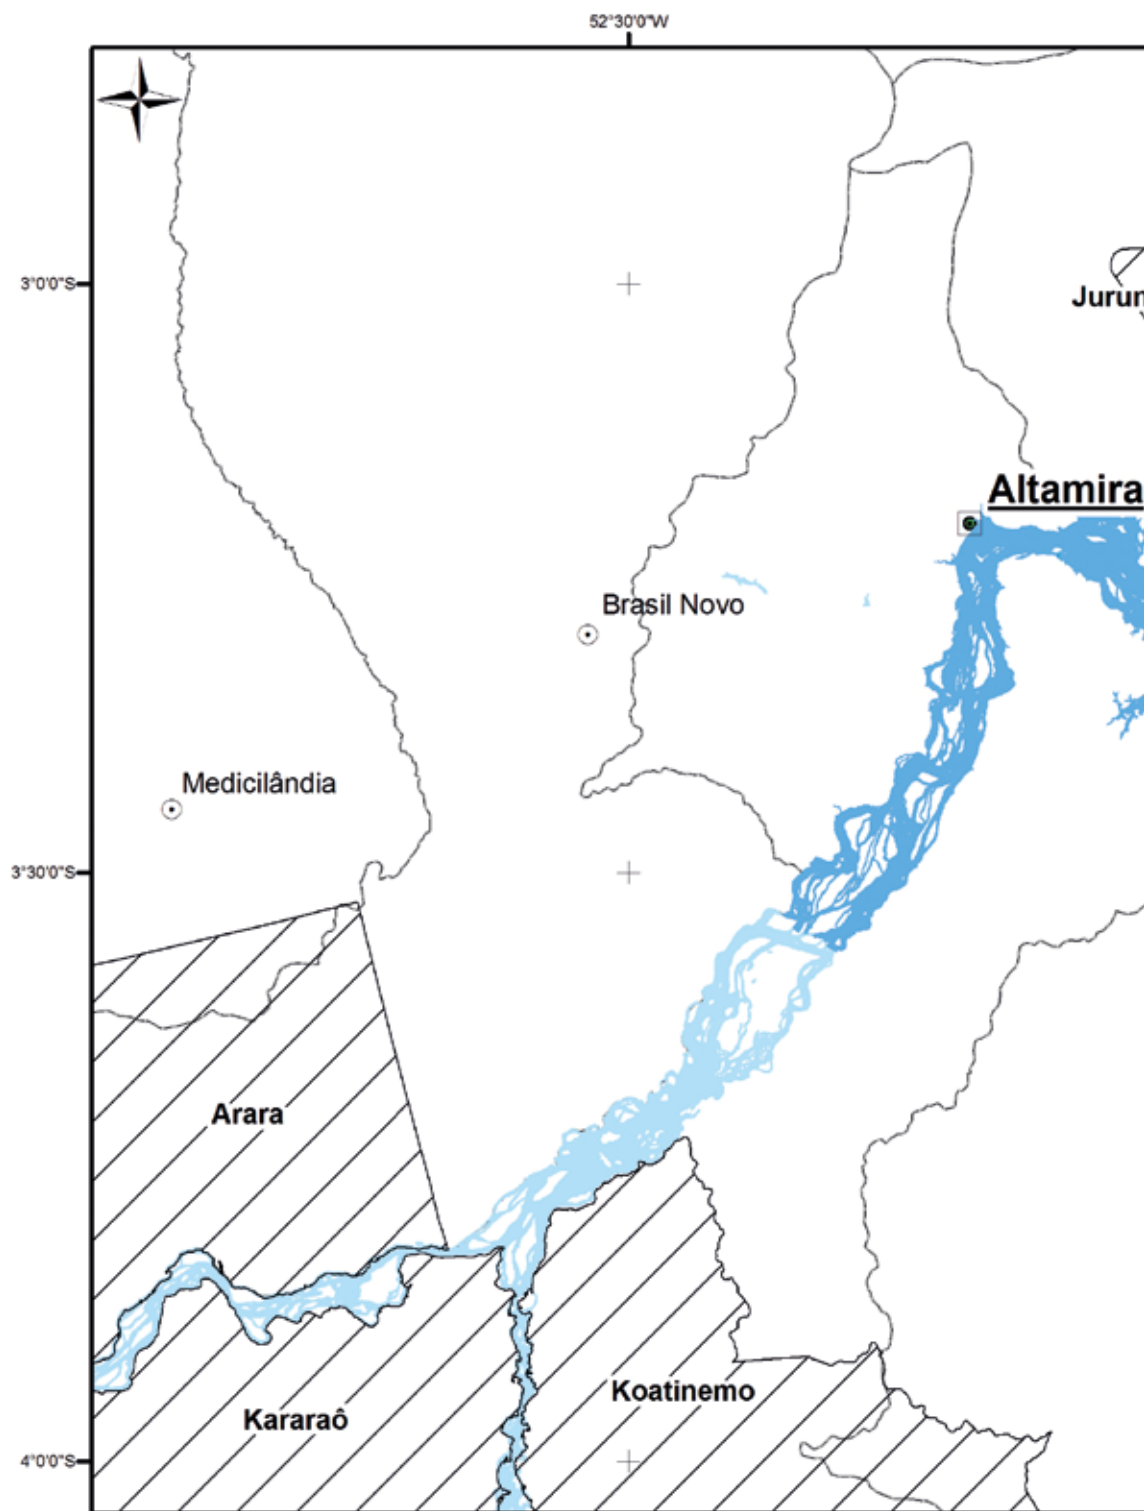 52°30'0"W
3°0'0"S
Altamira
Brasil Novo
Medicilândia
3°30'0"S
Arara
Koatinemo
Kararaô
4°0'0"S